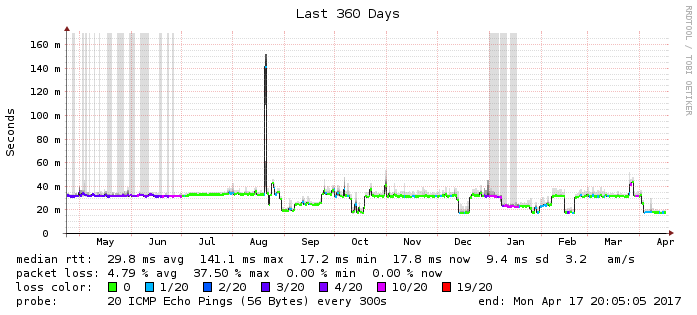 Last 360 Days
RRDTOOL / TOBI OETIKER
Seconds
160 m
140 m
120 m
100 m
80 m
60 m
40 m
20 m
0
May Jun Jul Aug Sep Oct Nov Dec Jan Feb Mar Apr
median rtt: 29.8 ms avg 141.1 ms max 17.2 ms min 17.8 ms now 9.4 ms sd 3.2 am/s
packet loss: 4.79 % avg 37.50 % max 0.00 % min 0.00 % now
loss color: 0 1/20 2/20 3/20 4/20 10/20 19/20
probe: 20 ICMP Echo Pings (56 Bytes) every 300s end: Mon Apr 17 20:05:05 2017